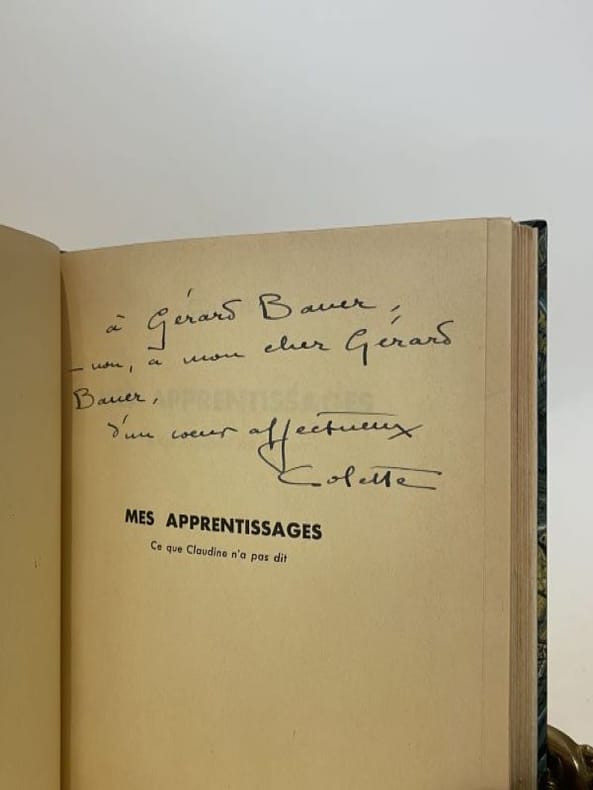 à Gérard Bauer,
– non, à mon cher Gérard
Bauer,
d'un coeur affectueux
Colette
MES APPRENTISSAGES
Ce que Claudine n'a pas dit